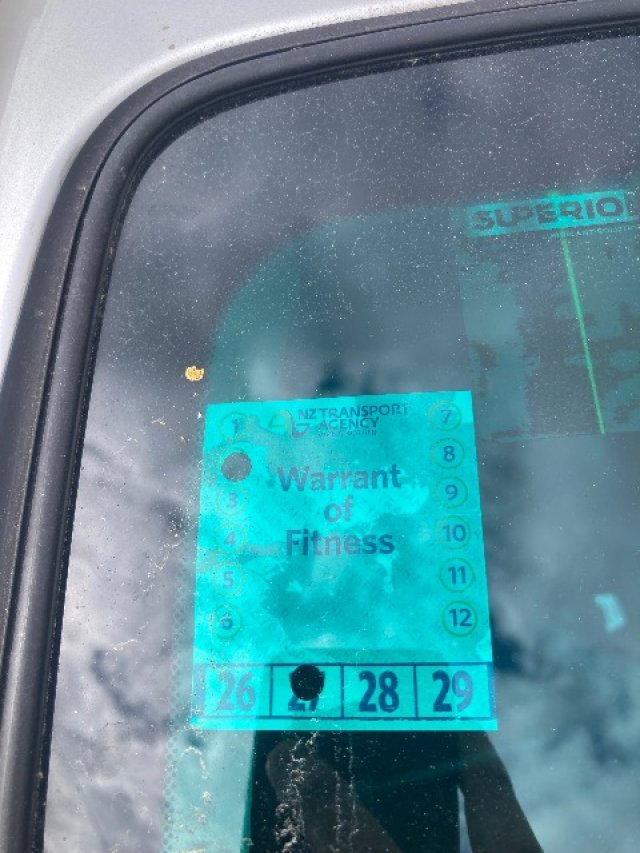 SUPERIO
NZ TRANSPORT
AGENCY
1
7
8
3
9
4
10
5
11
6
12
Warrant
of
Fitness
26
27
28
29